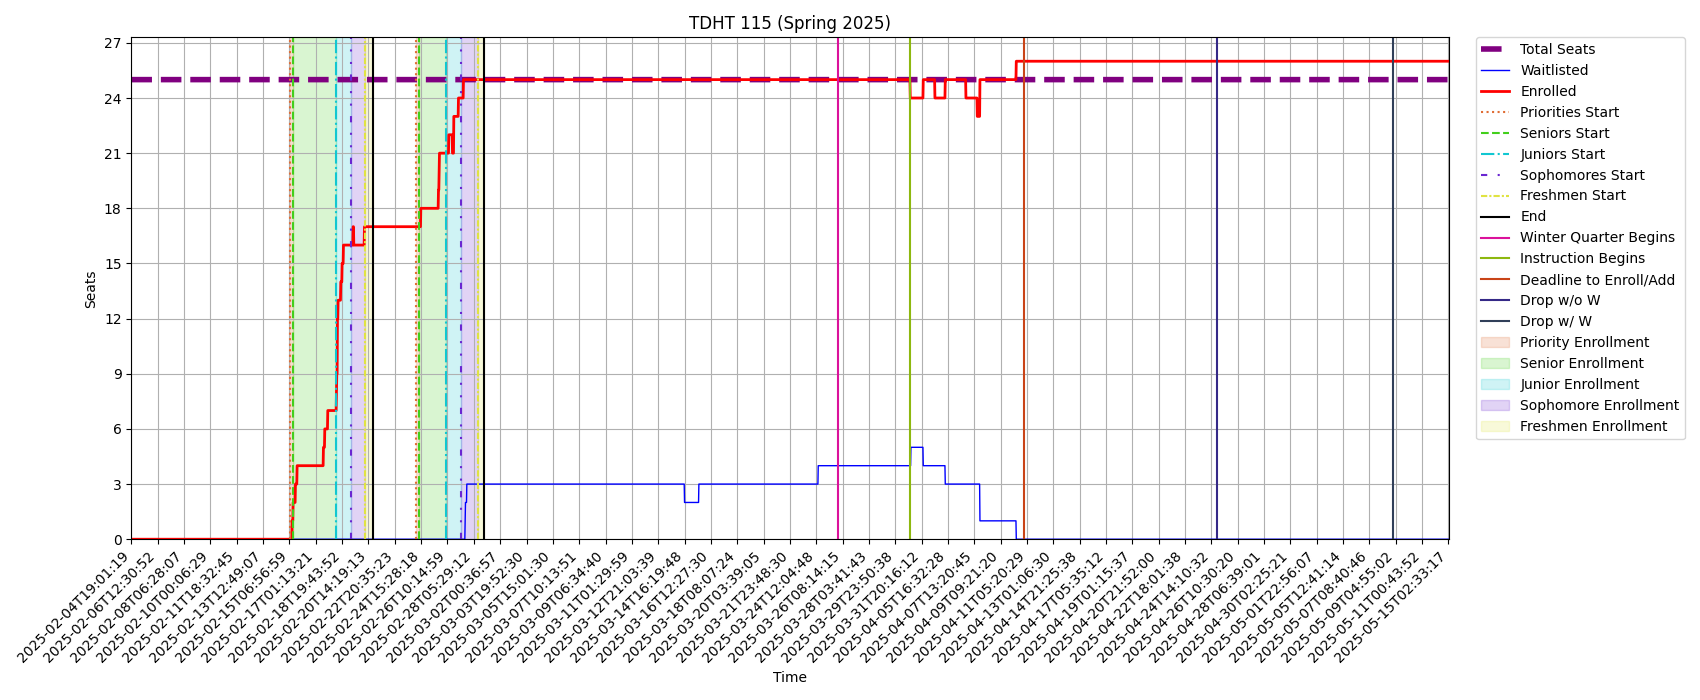 TDHT 115 (Spring 2025)
Seats
27
24
21
18
15
12
9
6
3
0
2025-02-04T19:01:19
2025-02-06T12:30:52
2025-02-08T06:28:07
2025-02-10T00:06:29
2025-02-11T18:32:45
2025-02-13T12:49:07
2025-02-15T06:56:59
2025-02-17T01:13:21
2025-02-18T19:43:52
2025-02-20T14:19:13
2025-02-22T20:35:23
2025-02-24T15:28:18
2025-02-26T10:14:59
2025-02-28T05:29:12
2025-03-02T00:36:57
2025-03-03T19:52:30
2025-03-05T15:01:30
2025-03-07T10:13:51
2025-03-09T06:34:40
2025-03-11T01:29:59
2025-03-12T21:03:39
2025-03-14T16:19:48
2025-03-16T12:27:30
2025-03-18T08:07:24
2025-03-20T03:39:05
2025-03-21T23:48:30
2025-03-24T12:04:48
2025-03-26T08:14:15
2025-03-28T03:41:43
2025-03-29T23:50:38
2025-03-31T20:16:12
2025-04-05T16:32:28
2025-04-07T13:20:45
2025-04-09T09:21:20
2025-04-11T05:20:29
2025-04-13T01:06:30
2025-04-14T21:25:38
2025-04-17T05:35:12
2025-04-19T01:15:37
2025-04-20T21:52:00
2025-04-22T18:01:38
2025-04-24T14:10:32
2025-04-26T10:30:20
2025-04-28T06:39:01
2025-04-30T02:25:21
2025-05-01T22:56:07
2025-05-05T12:41:14
2025-05-07T08:40:46
2025-05-09T04:55:02
2025-05-11T00:43:52
2025-05-15T02:33:17
Time
Total Seats
Waitlisted
Enrolled
Priorities Start
Seniors Start
Juniors Start
Sophomores Start
Freshmen Start
End
Winter Quarter Begins
Instruction Begins
Deadline to Enroll/Add
Drop w/o W
Drop w/ W
Priority Enrollment
Senior Enrollment
Junior Enrollment
Sophomore Enrollment
Freshmen Enrollment